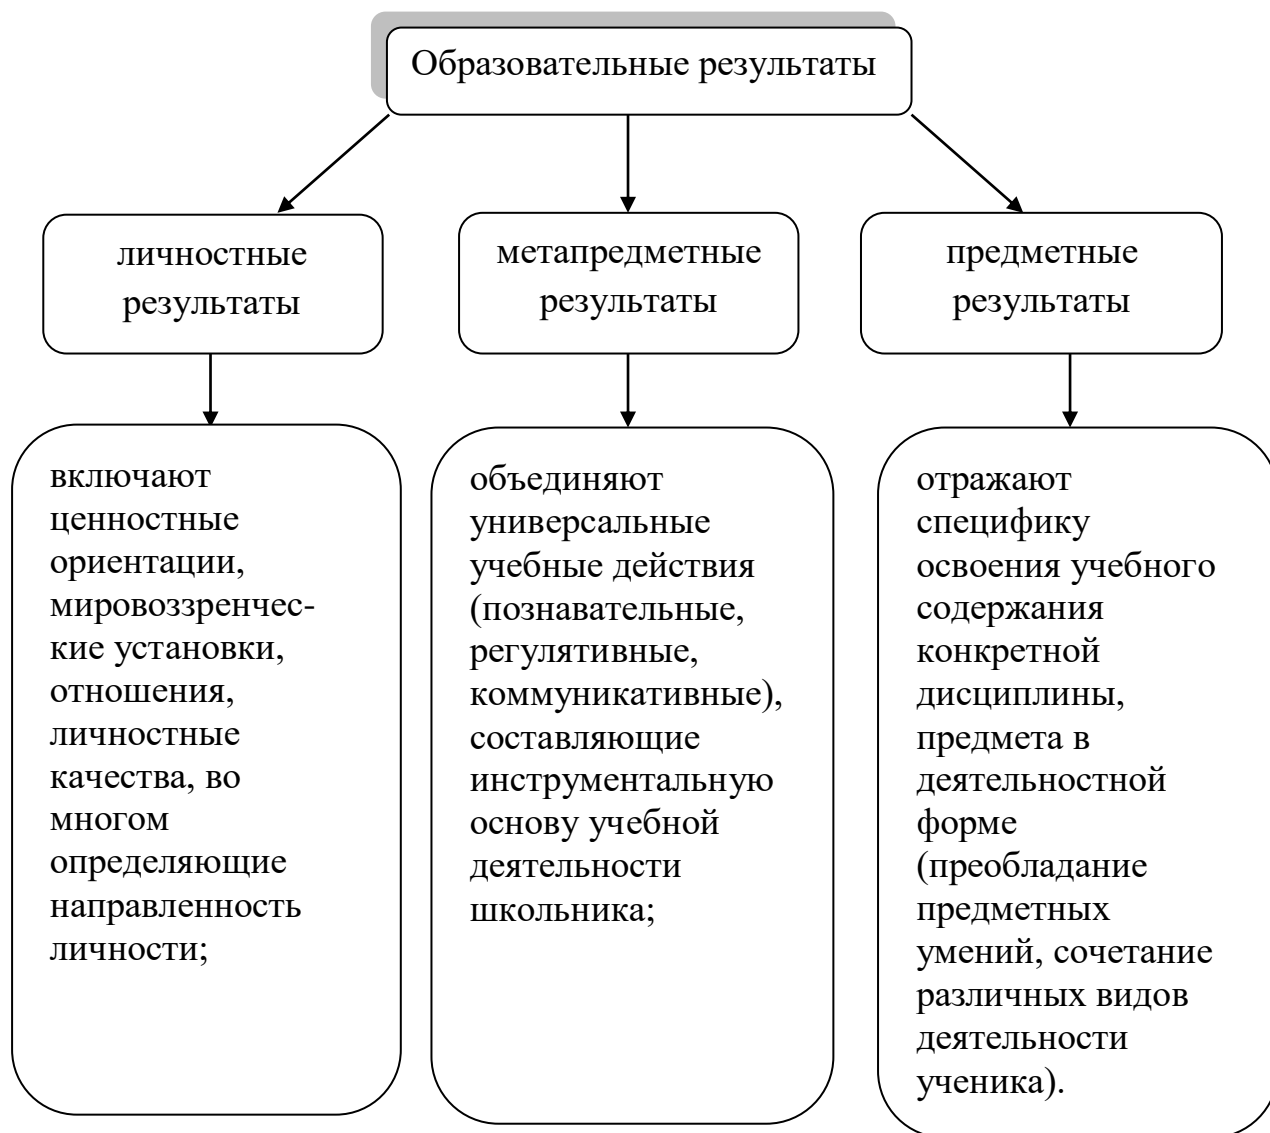 Образовательные результаты
личностные
результаты
метапредметные
результаты
предметные
результаты
включают
ценностные
ориентации,
мировоззренчес-
кие установки,
отношения,
личностные
качества, во
многом
определяющие
направленность
личности;
объединяют
универсальные
учебные действия
(познавательные,
регулятивные,
коммуникативные),
составляющие
инструментальную
основу учебной
деятельности
школьника;
отражают
специфику
освоения учебного
содержания
конкретной
дисциплины,
предмета в
деятельностной
форме
(преобладание
предметных
умений, сочетание
различных видов
деятельности
ученика).